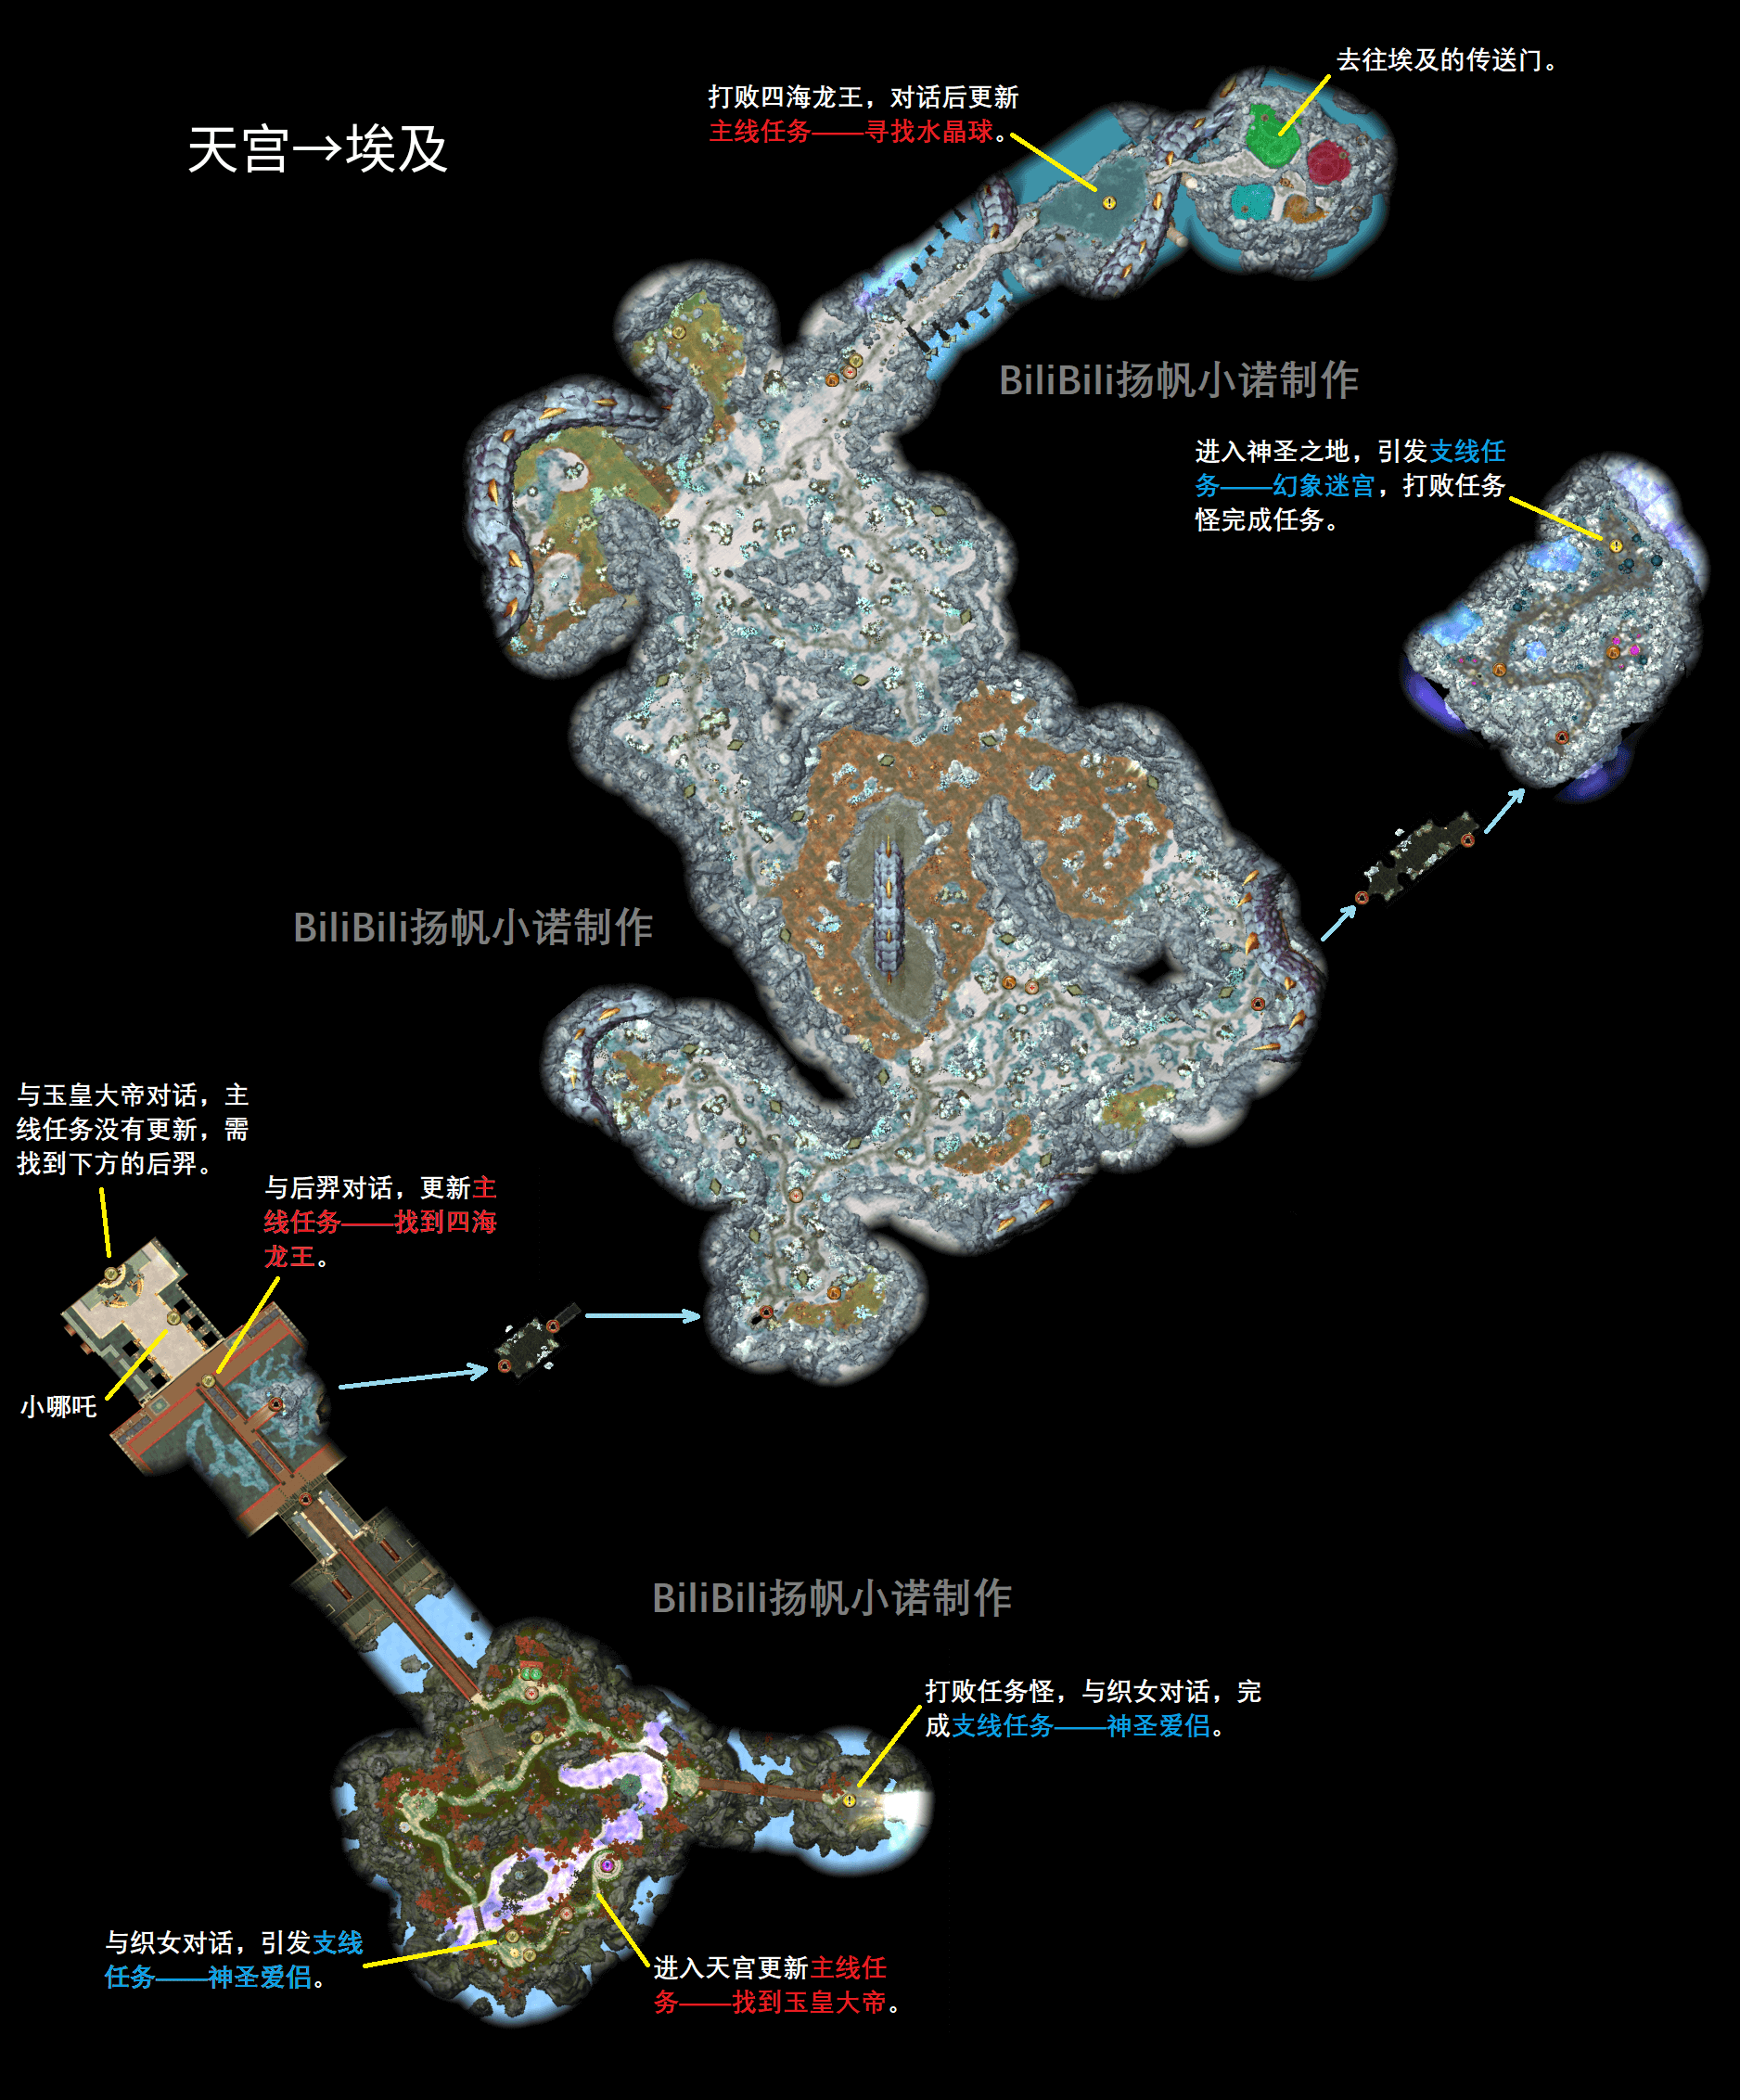 去往埃及的传送门。
打败四海龙王，对话后更新
主线任务——寻找水晶球。
天宫→埃及
BiliBili扬帆小诺制作
进入神圣之地，引发支线任
务——幻象迷宫，打败任务
怪完成任务。
BiliBili扬帆小诺制作
与玉皇大帝对话，主
线任务没有更新，需
找到下方的后羿。
与后羿对话，更新主
线任务——找到四海
龙王。
小哪吒
BiliBili扬帆小诺制作
打败任务怪，与织女对话，完
成支线任务——神圣爱侣。
与织女对话，引发支线
任务——神圣爱侣。
进入天宫更新主线任
务——找到玉皇大帝。